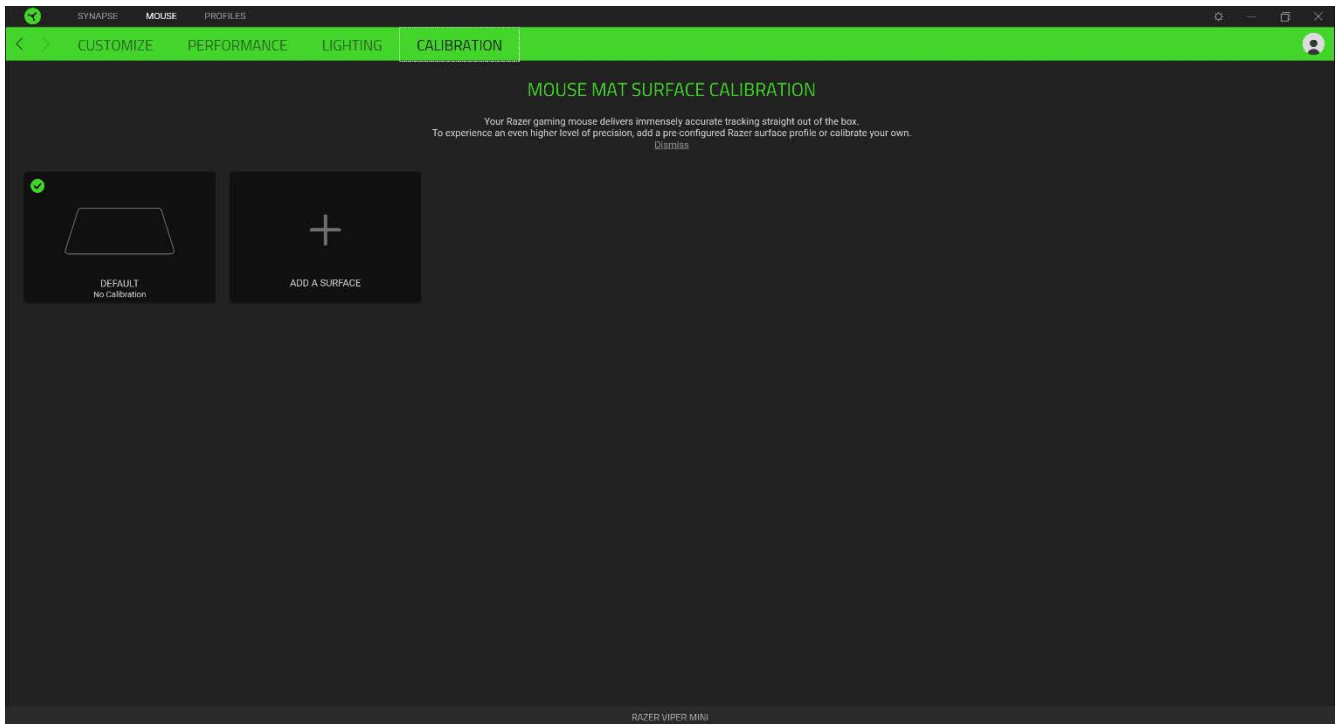 SYNAPSE MOUSE PROFILES
CUSTOMIZE PERFORMANCE LIGHTING CALIBRATION
MOUSE MAT SURFACE CALIBRATION
Your Razer gaming mouse delivers immensely accurate tracking straight out of the box.
To experience an even higher level of precision, add a pre-configured Razer surface profile or calibrate your own.
Dismiss
DEFAULT
No Calibration
ADD A SURFACE
RAZER VIPER MINI